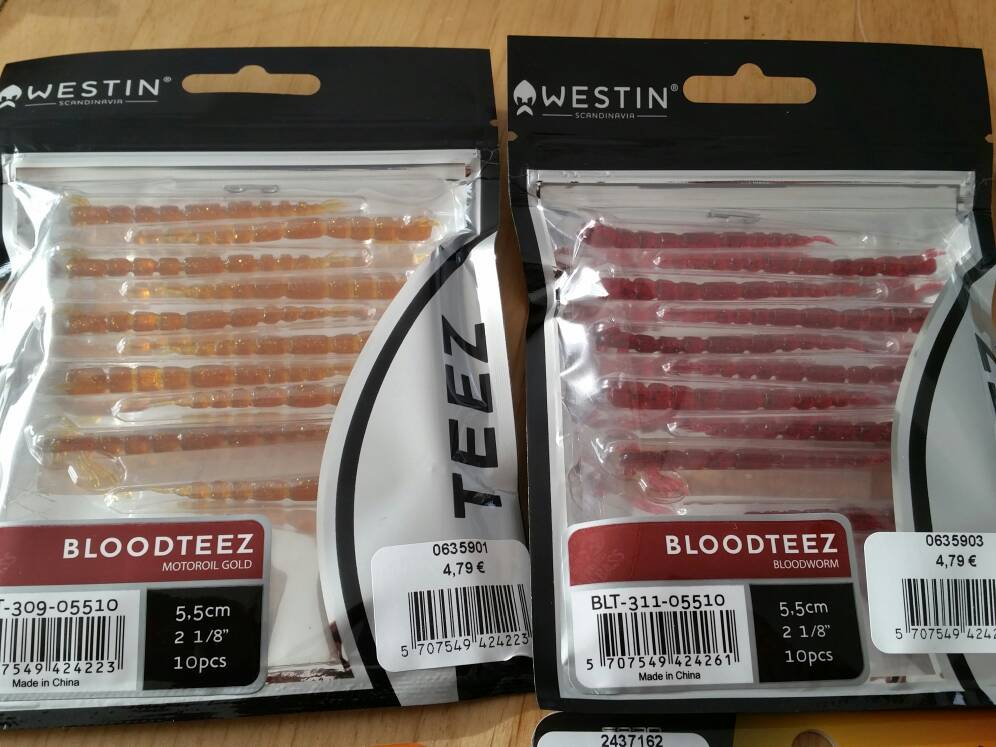 WESTIN®
SCANDINAVIA
TEEZ
BLOODTEEZ
MOTOROIL GOLD
T-309-05510
7549 424223
Made in China
5,5cm
2 1/8"
10pcs
0635901
4,79 €
5 707549 424223
WESTIN®
SCANDINAVIA
BLOODTEEZ
BLOODWORM
BLT-311-05510
5 707549 424261
Made in China
5,5cm
2 1/8"
10pcs
0635903
4,79 €
5 707549 42
2437162